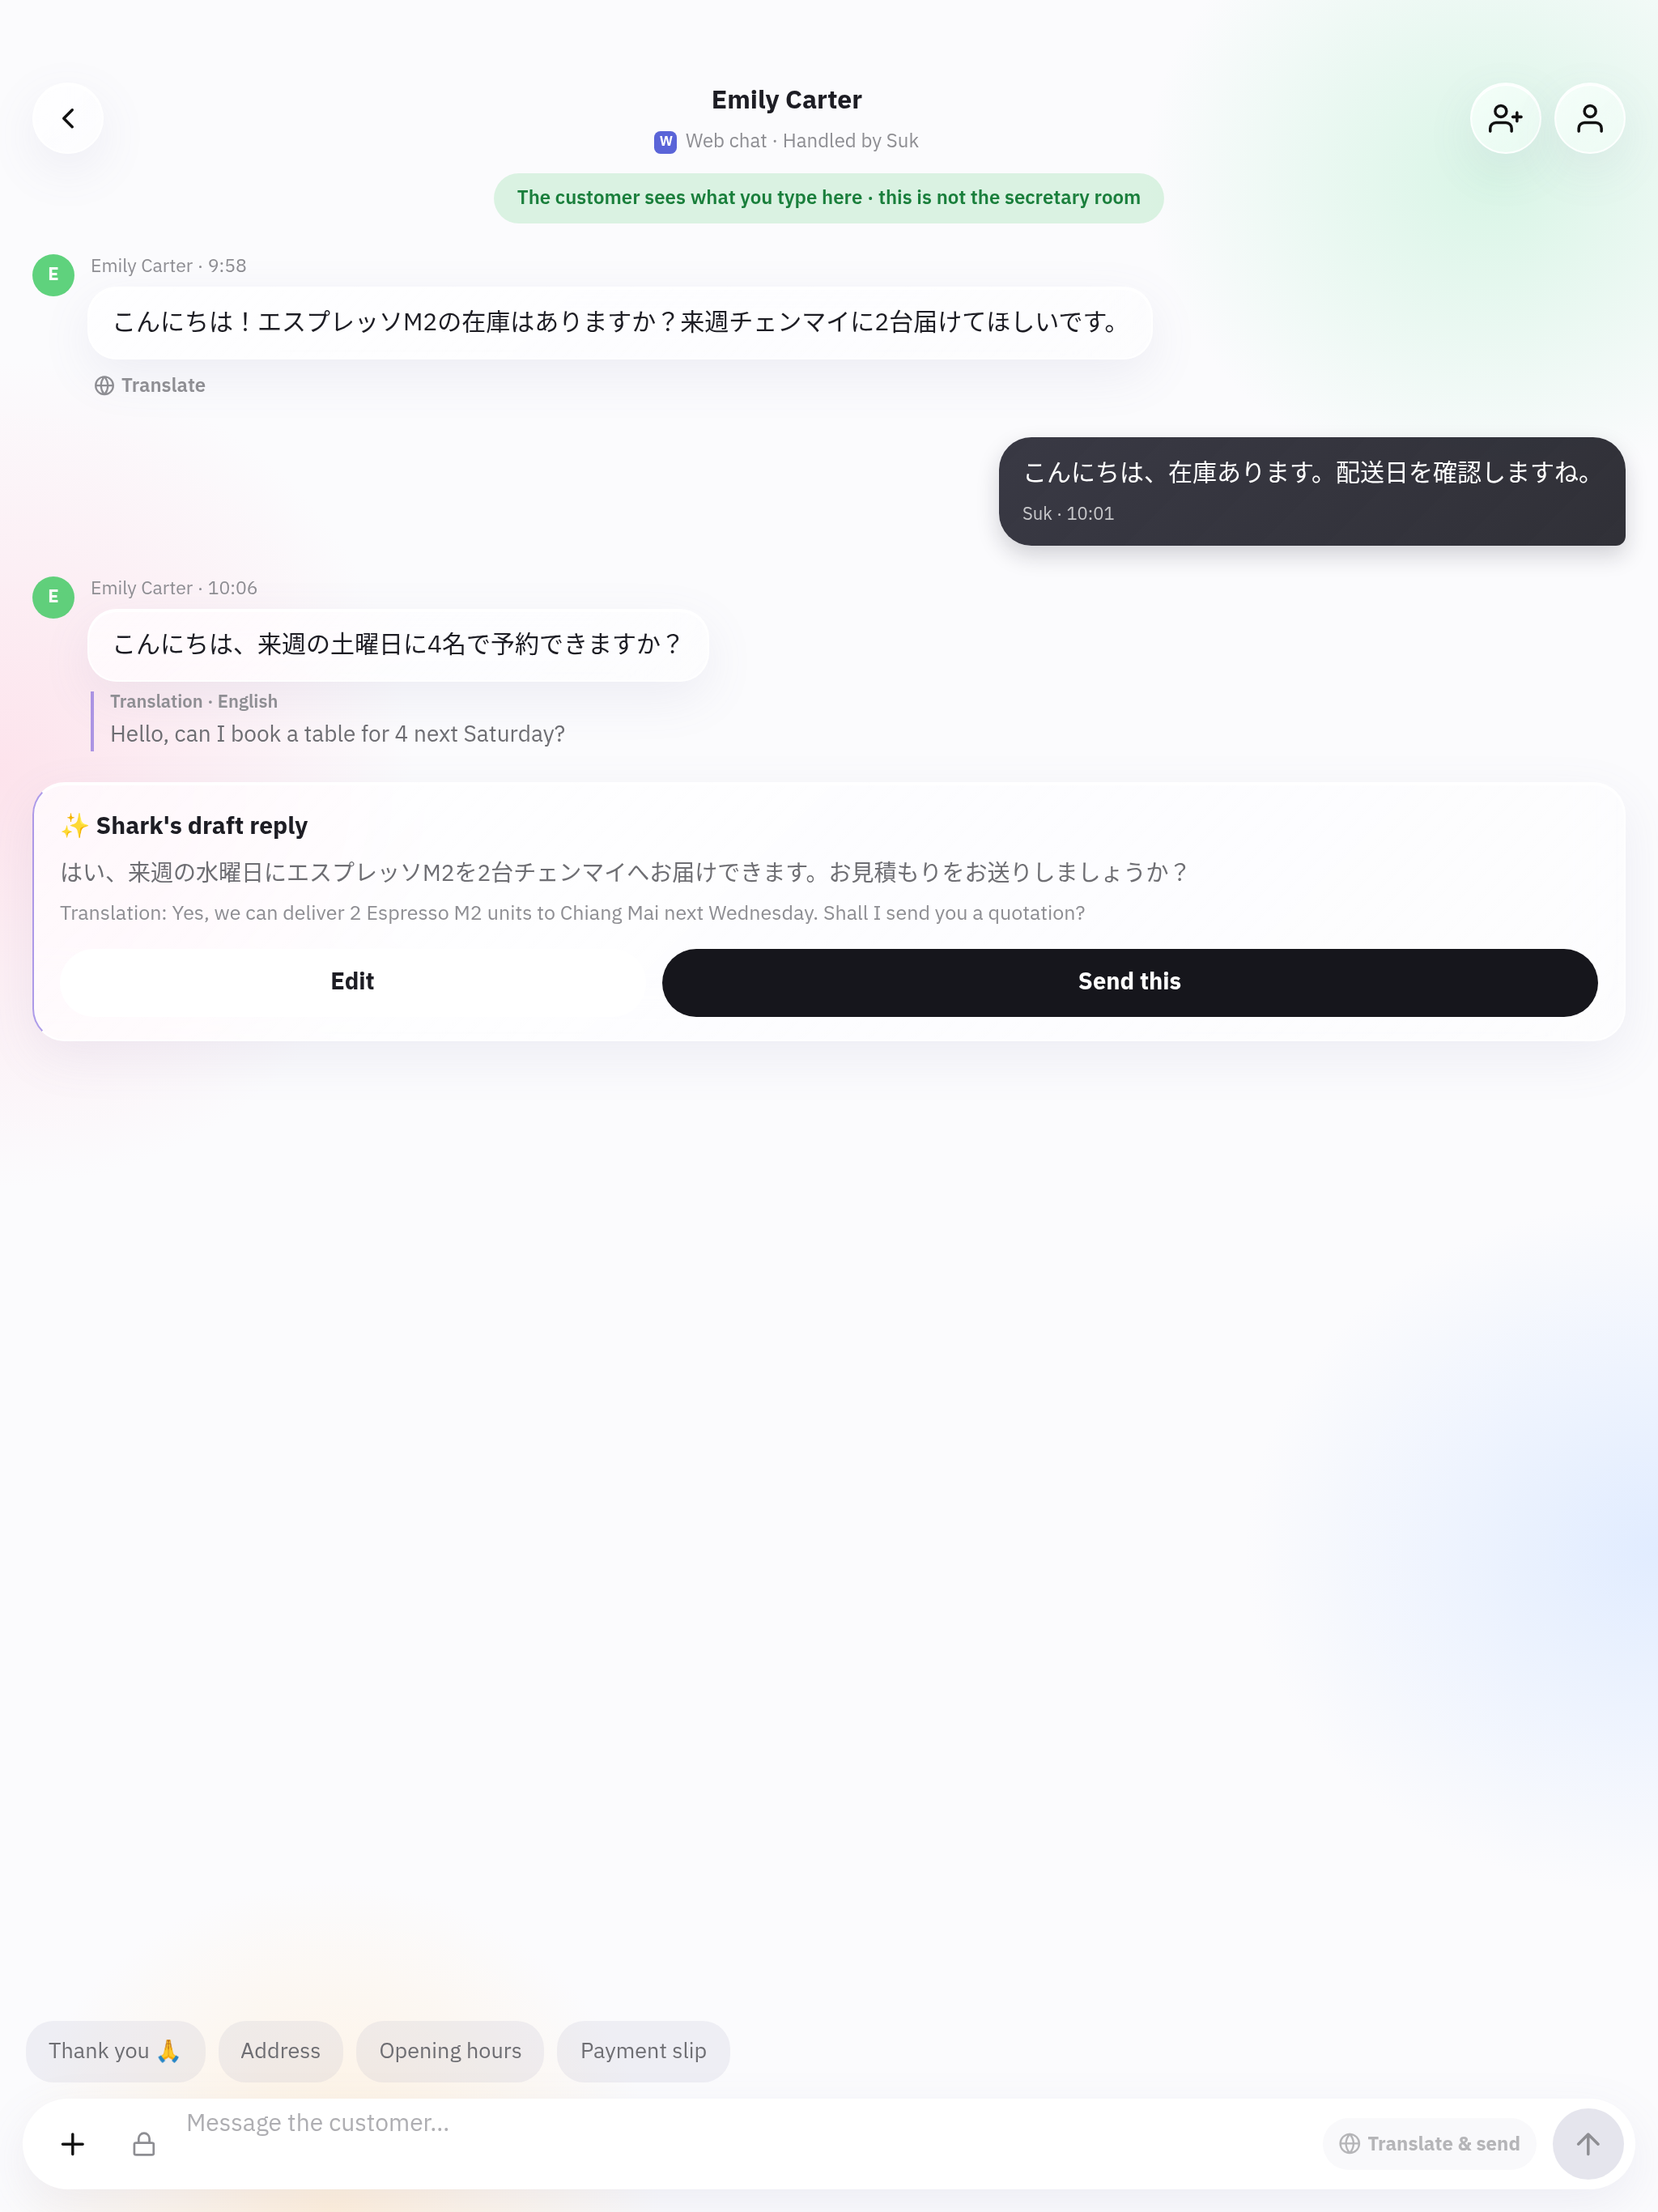 Emily Carter
W Web chat · Handled by Suk
The customer sees what you type here · this is not the secretary room
E
Emily Carter · 9:58
こんにちは！エスプレッソM2の在庫はありますか？来週チェンマイに2台届けてほしいです。
Translate
こんにちは、在庫あります。配送日を確認しますね。
Suk · 10:01
E
Emily Carter · 10:06
こんにちは、来週の土曜日に4名で予約できますか？
Translation · English
Hello, can I book a table for 4 next Saturday?
✨ Shark's draft reply
はい、来週の水曜日にエスプレッソM2を2台チェンマイへお届けできます。お見積もりをお送りしましょうか？
Translation: Yes, we can deliver 2 Espresso M2 units to Chiang Mai next Wednesday. Shall I send you a quotation?
Edit
Send this
Thank you 🙏
Address
Opening hours
Payment slip
Message the customer...
Translate & send